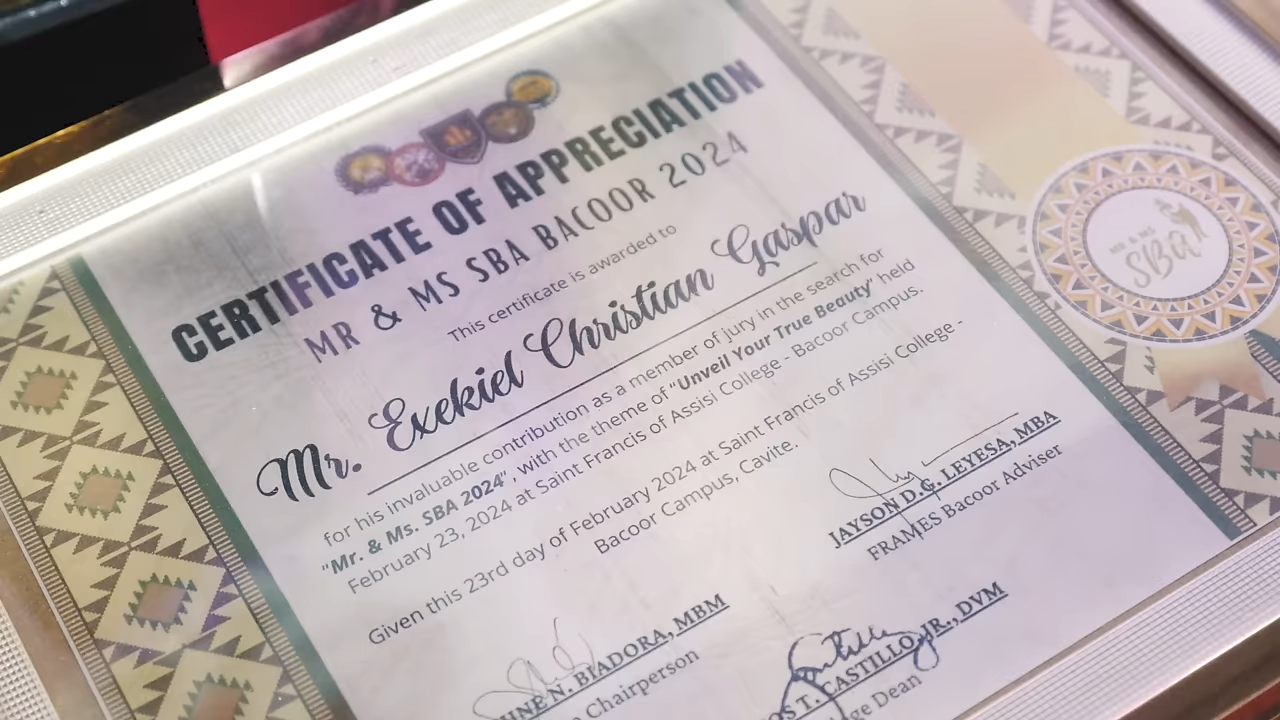 CERTIFICATE OF APPRECIATION
MR & MS SBA BACOOR 2024
This certificate is awarded to
Mr. Exekiel Christian Gaspar
for his invaluable contribution as a member of jury in the search for
"Mr. & Ms. SBA 2024", with the theme of "Unveil Your True Beauty" held
February 23, 2024 at Saint Francis of Assisi College - Bacoor Campus.
Given this 23rd day of February 2024 at Saint Francis of Assisi College -
Bacoor Campus, Cavite.
JAYSON D.G. LEYESA, MBA
FRAMES Bacoor Adviser
N. BIADORA, MBM
Chairperson
T. CASTILLO, JR., DVM
Dean
MR & MS
SBA